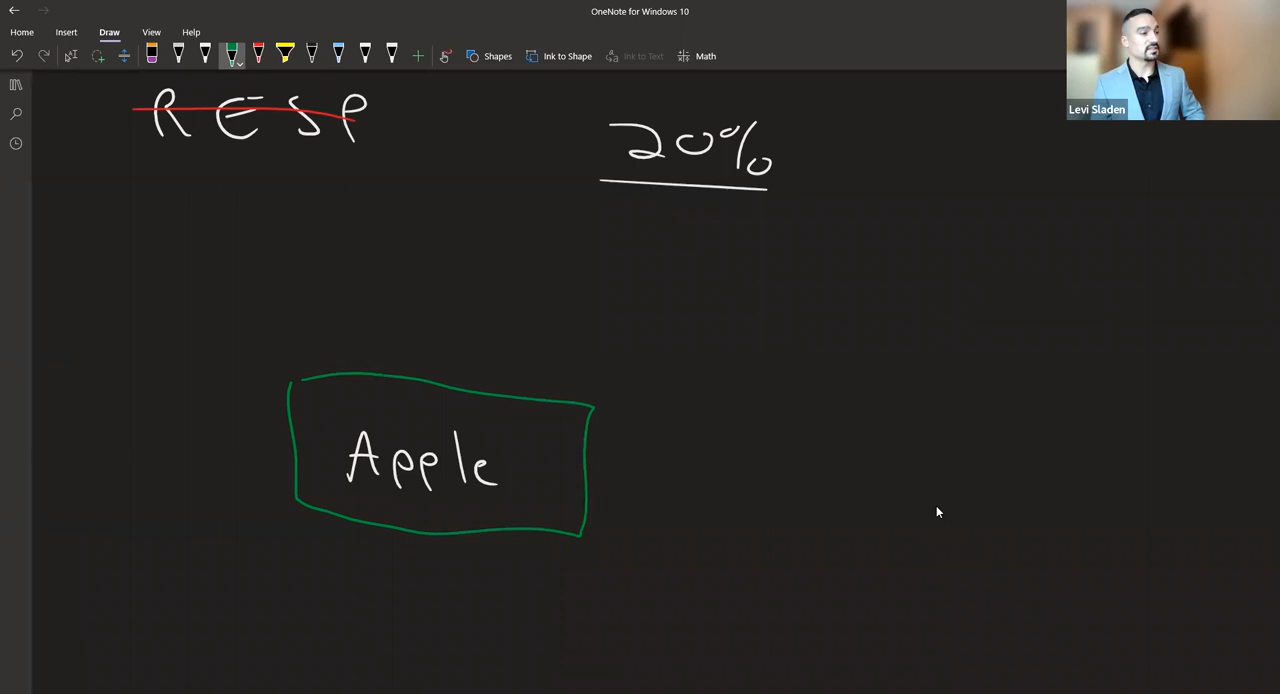 OneNote for Windows 10
Home Insert Draw View Help
Shapes Ink to Shape Ink to Text Math
Levi Sladen
RESP
20%
Apple